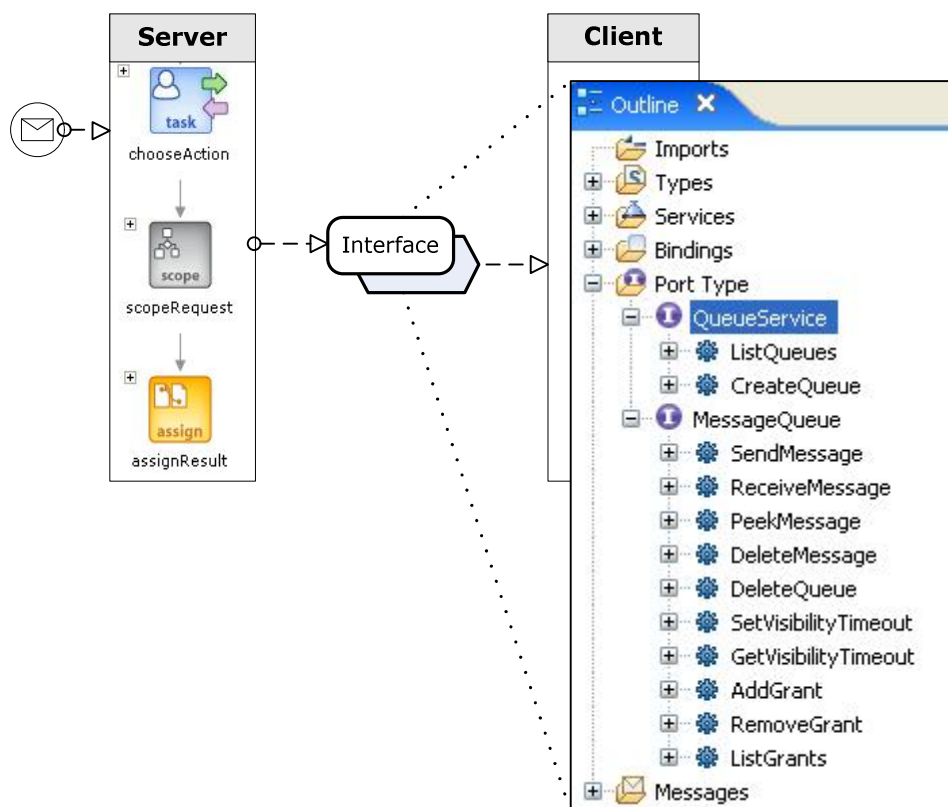 Server
task
chooseAction
scope
scopeRequest
assign
assignResult
Interface
Client
Outline
Imports
Types
Services
Bindings
Port Type
QueueService
ListQueues
CreateQueue
MessageQueue
SendMessage
ReceiveMessage
PeekMessage
DeleteMessage
DeleteQueue
SetVisibilityTimeout
GetVisibilityTimeout
AddGrant
RemoveGrant
ListGrants
Messages